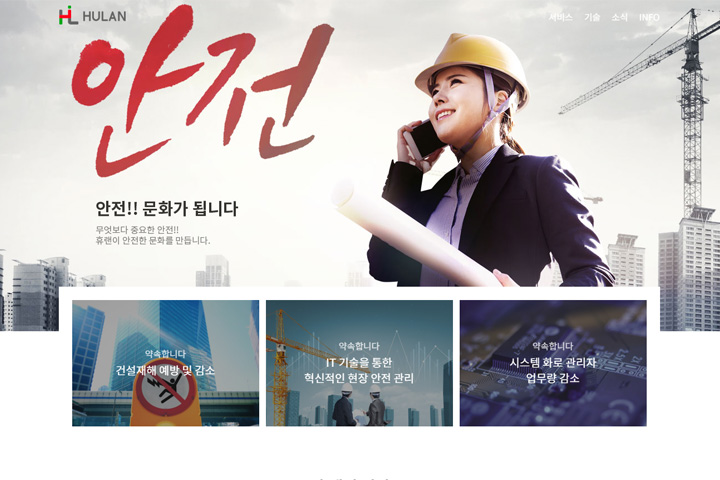 HULAN
서비스 기술 소식 INFO
안전
안전!! 문화가 됩니다
무엇보다 중요한 안전!!
휴랜이 안전한 문화를 만듭니다.
약속합니다
건설재해 예방 및 감소
약속합니다
IT 기술을 통한
혁신적인 현장 안전 관리
약속합니다
시스템 화로 관리자
업무량 감소